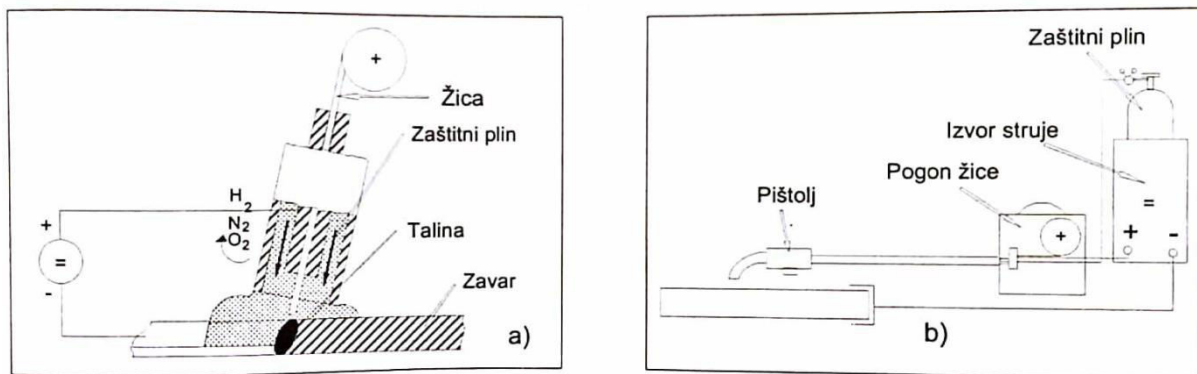 +
Žica
Zaštitni plin
H2
N2
O2
+
=
-
Talina
Zavar
a)
Zaštitni plin
Izvor struje
Pogon žice
Pištolj
=
+
+ -
b)